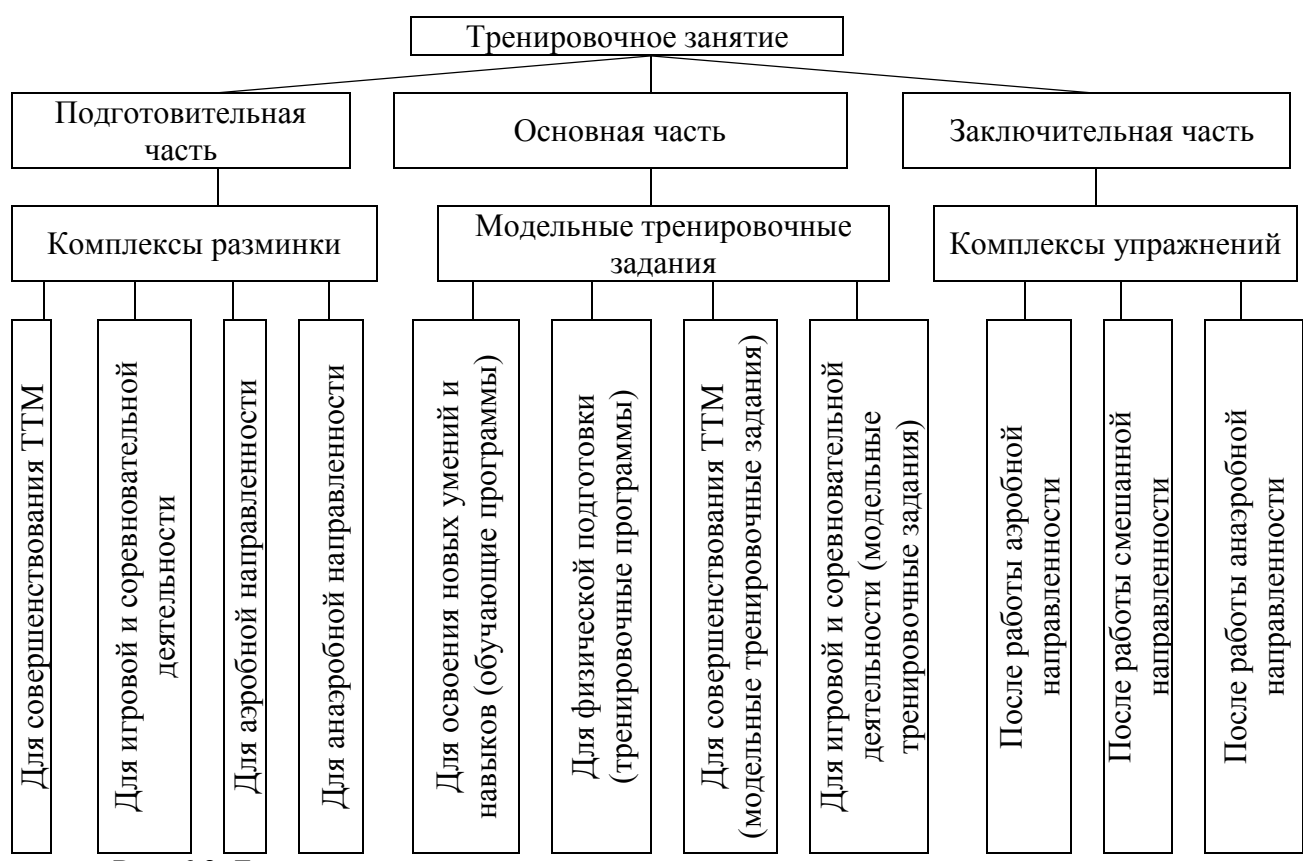 Тренировочное занятие
Подготовительная
часть
Основная часть
Заключительная часть
Комплексы разминки
Модельные тренировочные
задания
Комплексы упражнений
Для совершенствования ТТМ
Для игровой и соревновательной
деятельности
Для аэробной направленности
Для анаэробной направленности
Для освоения новых умений и
навыков (обучающие программы)
Для физической подготовки
(тренировочные программы)
Для совершенствования ТТМ
(модельные тренировочные задания)
Для игровой и соревновательной
деятельности (модельные
тренировочные задания)
После работы аэробной
направленности
После работы смешанной
направленности
После работы анаэробной
направленности